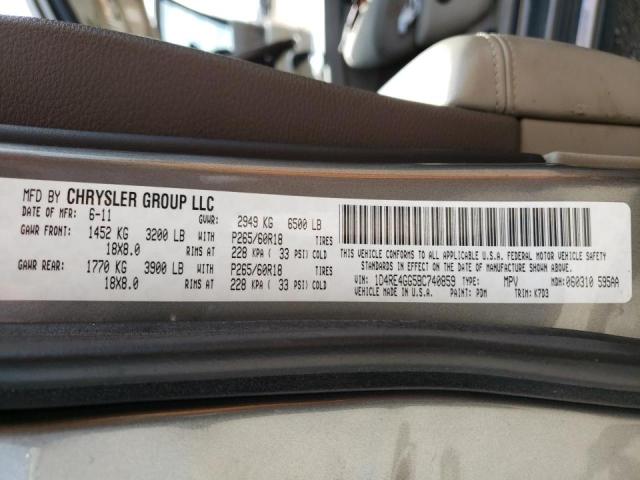 MFD BY CHRYSLER GROUP LLC
DATE OF MFR: 6-11 GVWR: 2949 KG 6500 LB
GAWR FRONT: 1452 KG 3200 LB WITH P265/60R18 TIRES
18X8.0 RIMS AT 228 KPA ( 33 PSI) COLD
GAWR REAR: 1770 KG 3900 LB WITH P265/60R18 TIRES
18X8.0 RIMS AT 228 KPA ( 33 PSI) COLD
THIS VEHICLE CONFORMS TO ALL APPLICABLE U.S.A. FEDERAL MOTOR VEHICLE SAFETY
STANDARDS IN EFFECT ON THE DATE OF MANUFACTURE SHOWN ABOVE.
VIN: 1D4RE4GG5BC740859 TYPE: MPV MDH:060310 595AA
VEHICLE MADE IN U.S.A. PAINT: PDM TRIM: K7D3